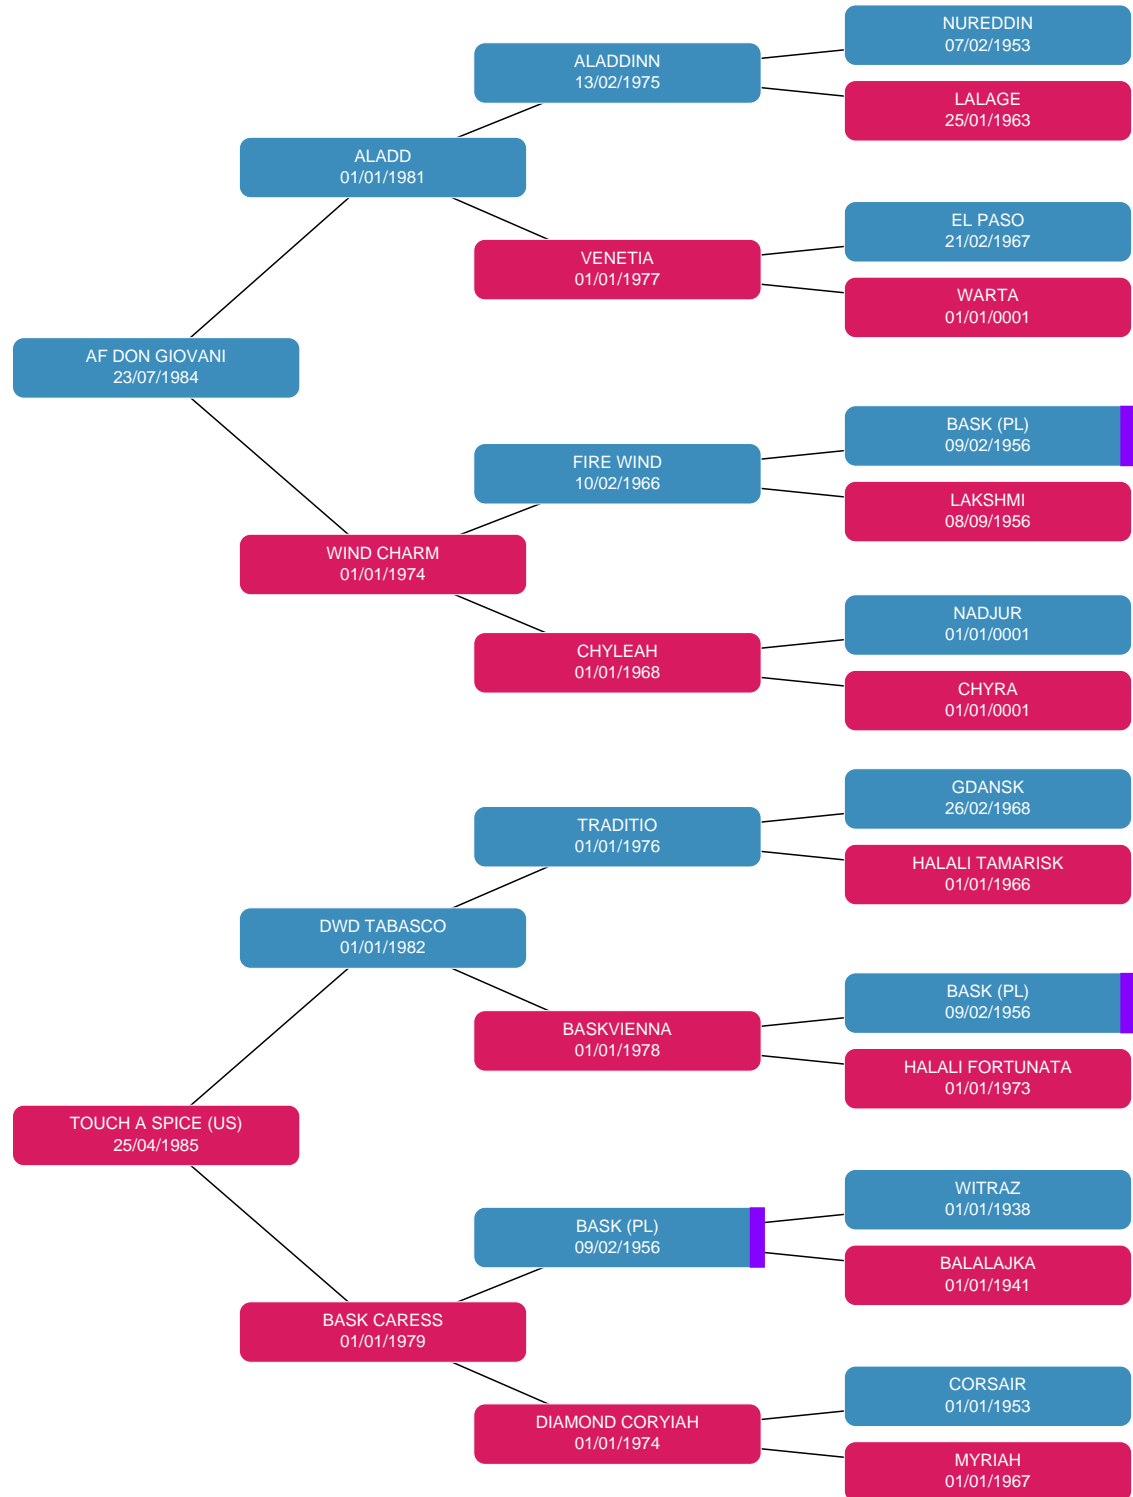 NUREDDIN
07/02/1953
ALADDINN
13/02/1975
LALAGE
25/01/1963
ALADD
01/01/1981
EL PASO
21/02/1967
VENETIA
01/01/1977
WARTA
01/01/0001
AF DON GIOVANI
23/07/1984
BASK (PL)
09/02/1956
FIRE WIND
10/02/1966
LAKSHMI
08/09/1956
WIND CHARM
01/01/1974
NADJUR
01/01/0001
CHYLEAH
01/01/1968
CHYRA
01/01/0001
GDANSK
26/02/1968
TRADITIO
01/01/1976
HALALI TAMARISK
01/01/1966
DWD TABASCO
01/01/1982
BASK (PL)
09/02/1956
BASKVIENNA
01/01/1978
HALALI FORTUNATA
01/01/1973
TOUCH A SPICE (US)
25/04/1985
WITRAZ
01/01/1938
BASK (PL)
09/02/1956
BALALAJKA
01/01/1941
BASK CARESS
01/01/1979
CORSAIR
01/01/1953
DIAMOND CORYIAH
01/01/1974
MYRIAH
01/01/1967